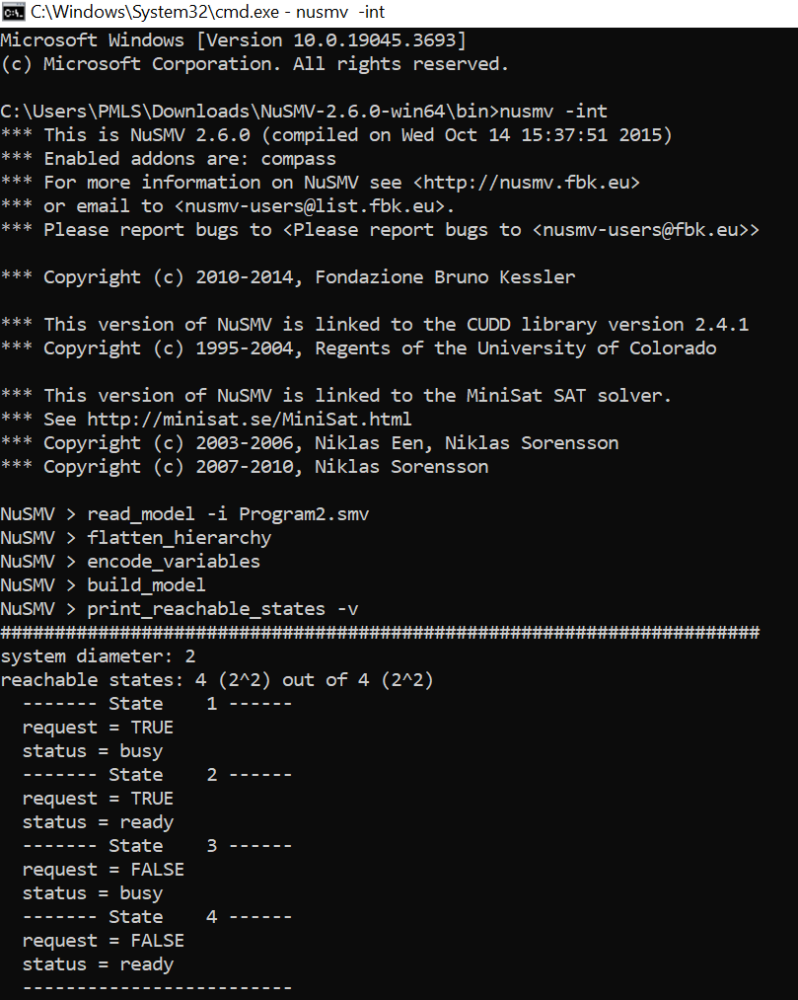 C:\Windows\System32\cmd.exe - nusmv  -int
Microsoft Windows [Version 10.0.19045.3693]
(c) Microsoft Corporation. All rights reserved.
C:\Users\PMLS\Downloads\NuSMV-2.6.0-win64\bin>nusmv -int
*** This is NuSMV 2.6.0 (compiled on Wed Oct 14 15:37:51 2015)
*** Enabled addons are: compass
*** For more information on NuSMV see <http://nusmv.fbk.eu>
*** or email to <nusmv-users@list.fbk.eu>.
*** Please report bugs to <Please report bugs to <nusmv-users@fbk.eu>>
*** Copyright (c) 2010-2014, Fondazione Bruno Kessler
*** This version of NuSMV is linked to the CUDD library version 2.4.1
*** Copyright (c) 1995-2004, Regents of the University of Colorado
*** This version of NuSMV is linked to the MiniSat SAT solver.
*** See http://minisat.se/MiniSat.html
*** Copyright (c) 2003-2006, Niklas Een, Niklas Sorensson
*** Copyright (c) 2007-2010, Niklas Sorensson
NuSMV > read_model -i Program2.smv
NuSMV > flatten_hierarchy
NuSMV > encode_variables
NuSMV > build_model
NuSMV > print_reachable_states -v
######################################################################
system diameter: 2
reachable states: 4 (2^2) out of 4 (2^2)
  ------- State    1 ------
  request = TRUE
  status = busy
  ------- State    2 ------
  request = TRUE
  status = ready
  ------- State    3 ------
  request = FALSE
  status = busy
  ------- State    4 ------
  request = FALSE
  status = ready
  -------------------------